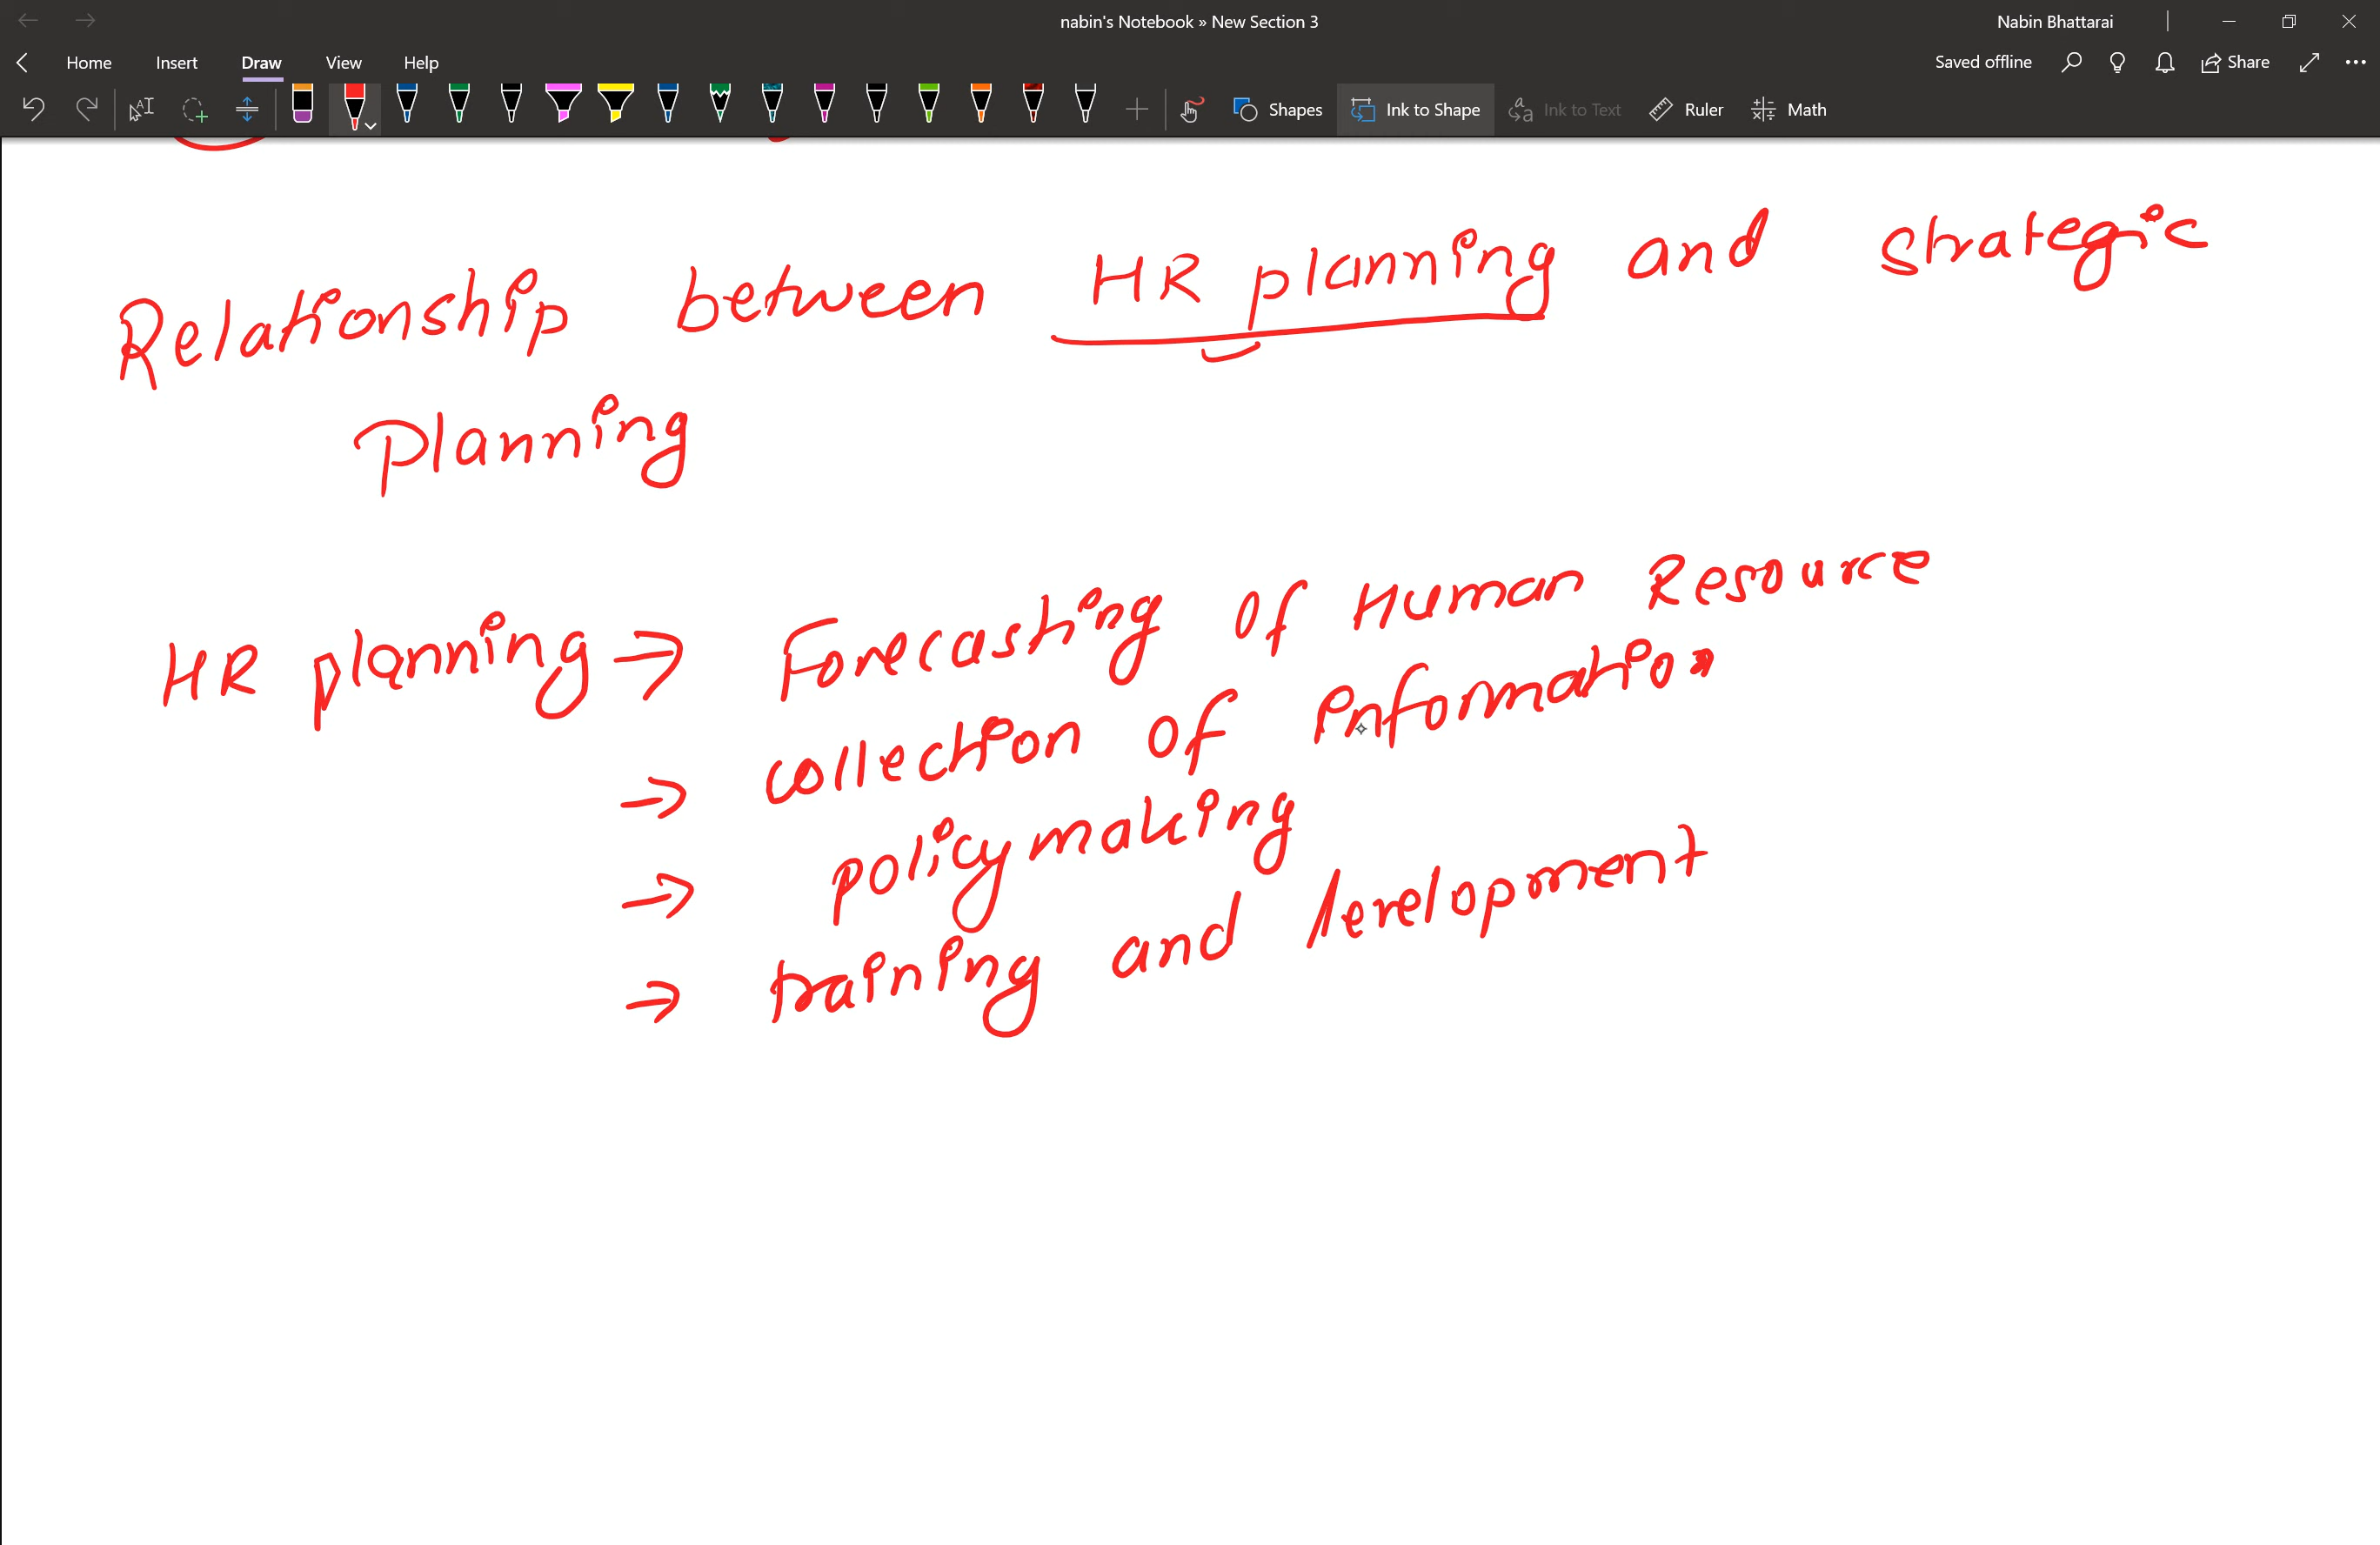 nabin's Notebook » New Section 3
Nabin Bhattarai
Home Insert Draw View Help
Saved offline Share
Shapes Ink to Shape Ink to Text Ruler Math
Relationship between HR planning and strategic
planning
HR planning → Forecasting of Human Resource
→ collection of information
→ policy making
→ training and development